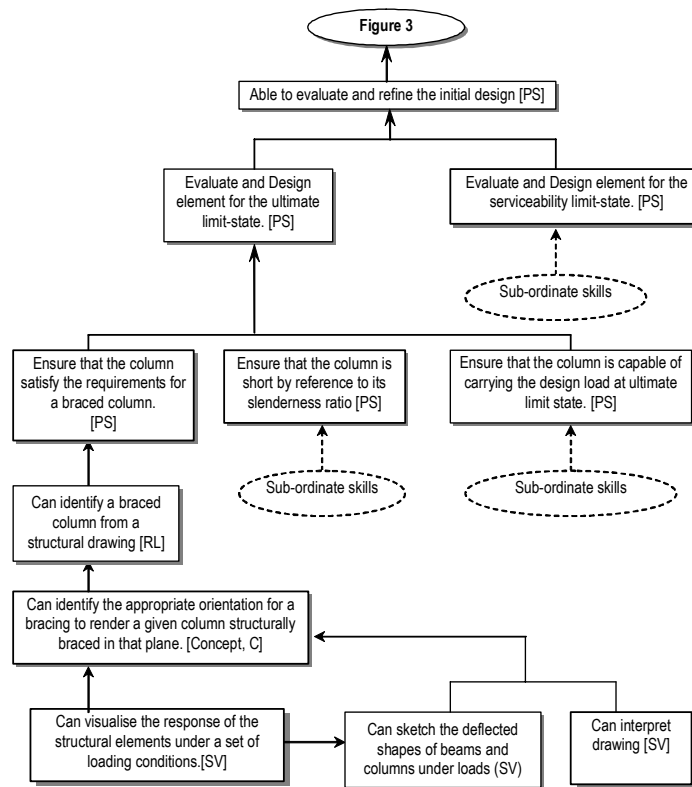 Figure 3
Able to evaluate and refine the initial design [PS]
Evaluate and Design
element for the ultimate
limit-state. [PS]
Evaluate and Design element for the
serviceability limit-state. [PS]
Sub-ordinate skills
Ensure that the column
satisfy the requirements for
a braced column.
[PS]
Ensure that the column is
short by reference to its
slenderness ratio [PS]
Ensure that the column is capable of
carrying the design load at ultimate
limit state. [PS]
Sub-ordinate skills
Sub-ordinate skills
Can identify a braced
column from a
structural drawing [RL]
Can identify the appropriate orientation for a
bracing to render a given column structurally
braced in that plane. [Concept, C]
Can visualise the response of the
structural elements under a set of
loading conditions.[SV]
Can sketch the deflected
shapes of beams and
columns under loads (SV)
Can interpret
drawing [SV]